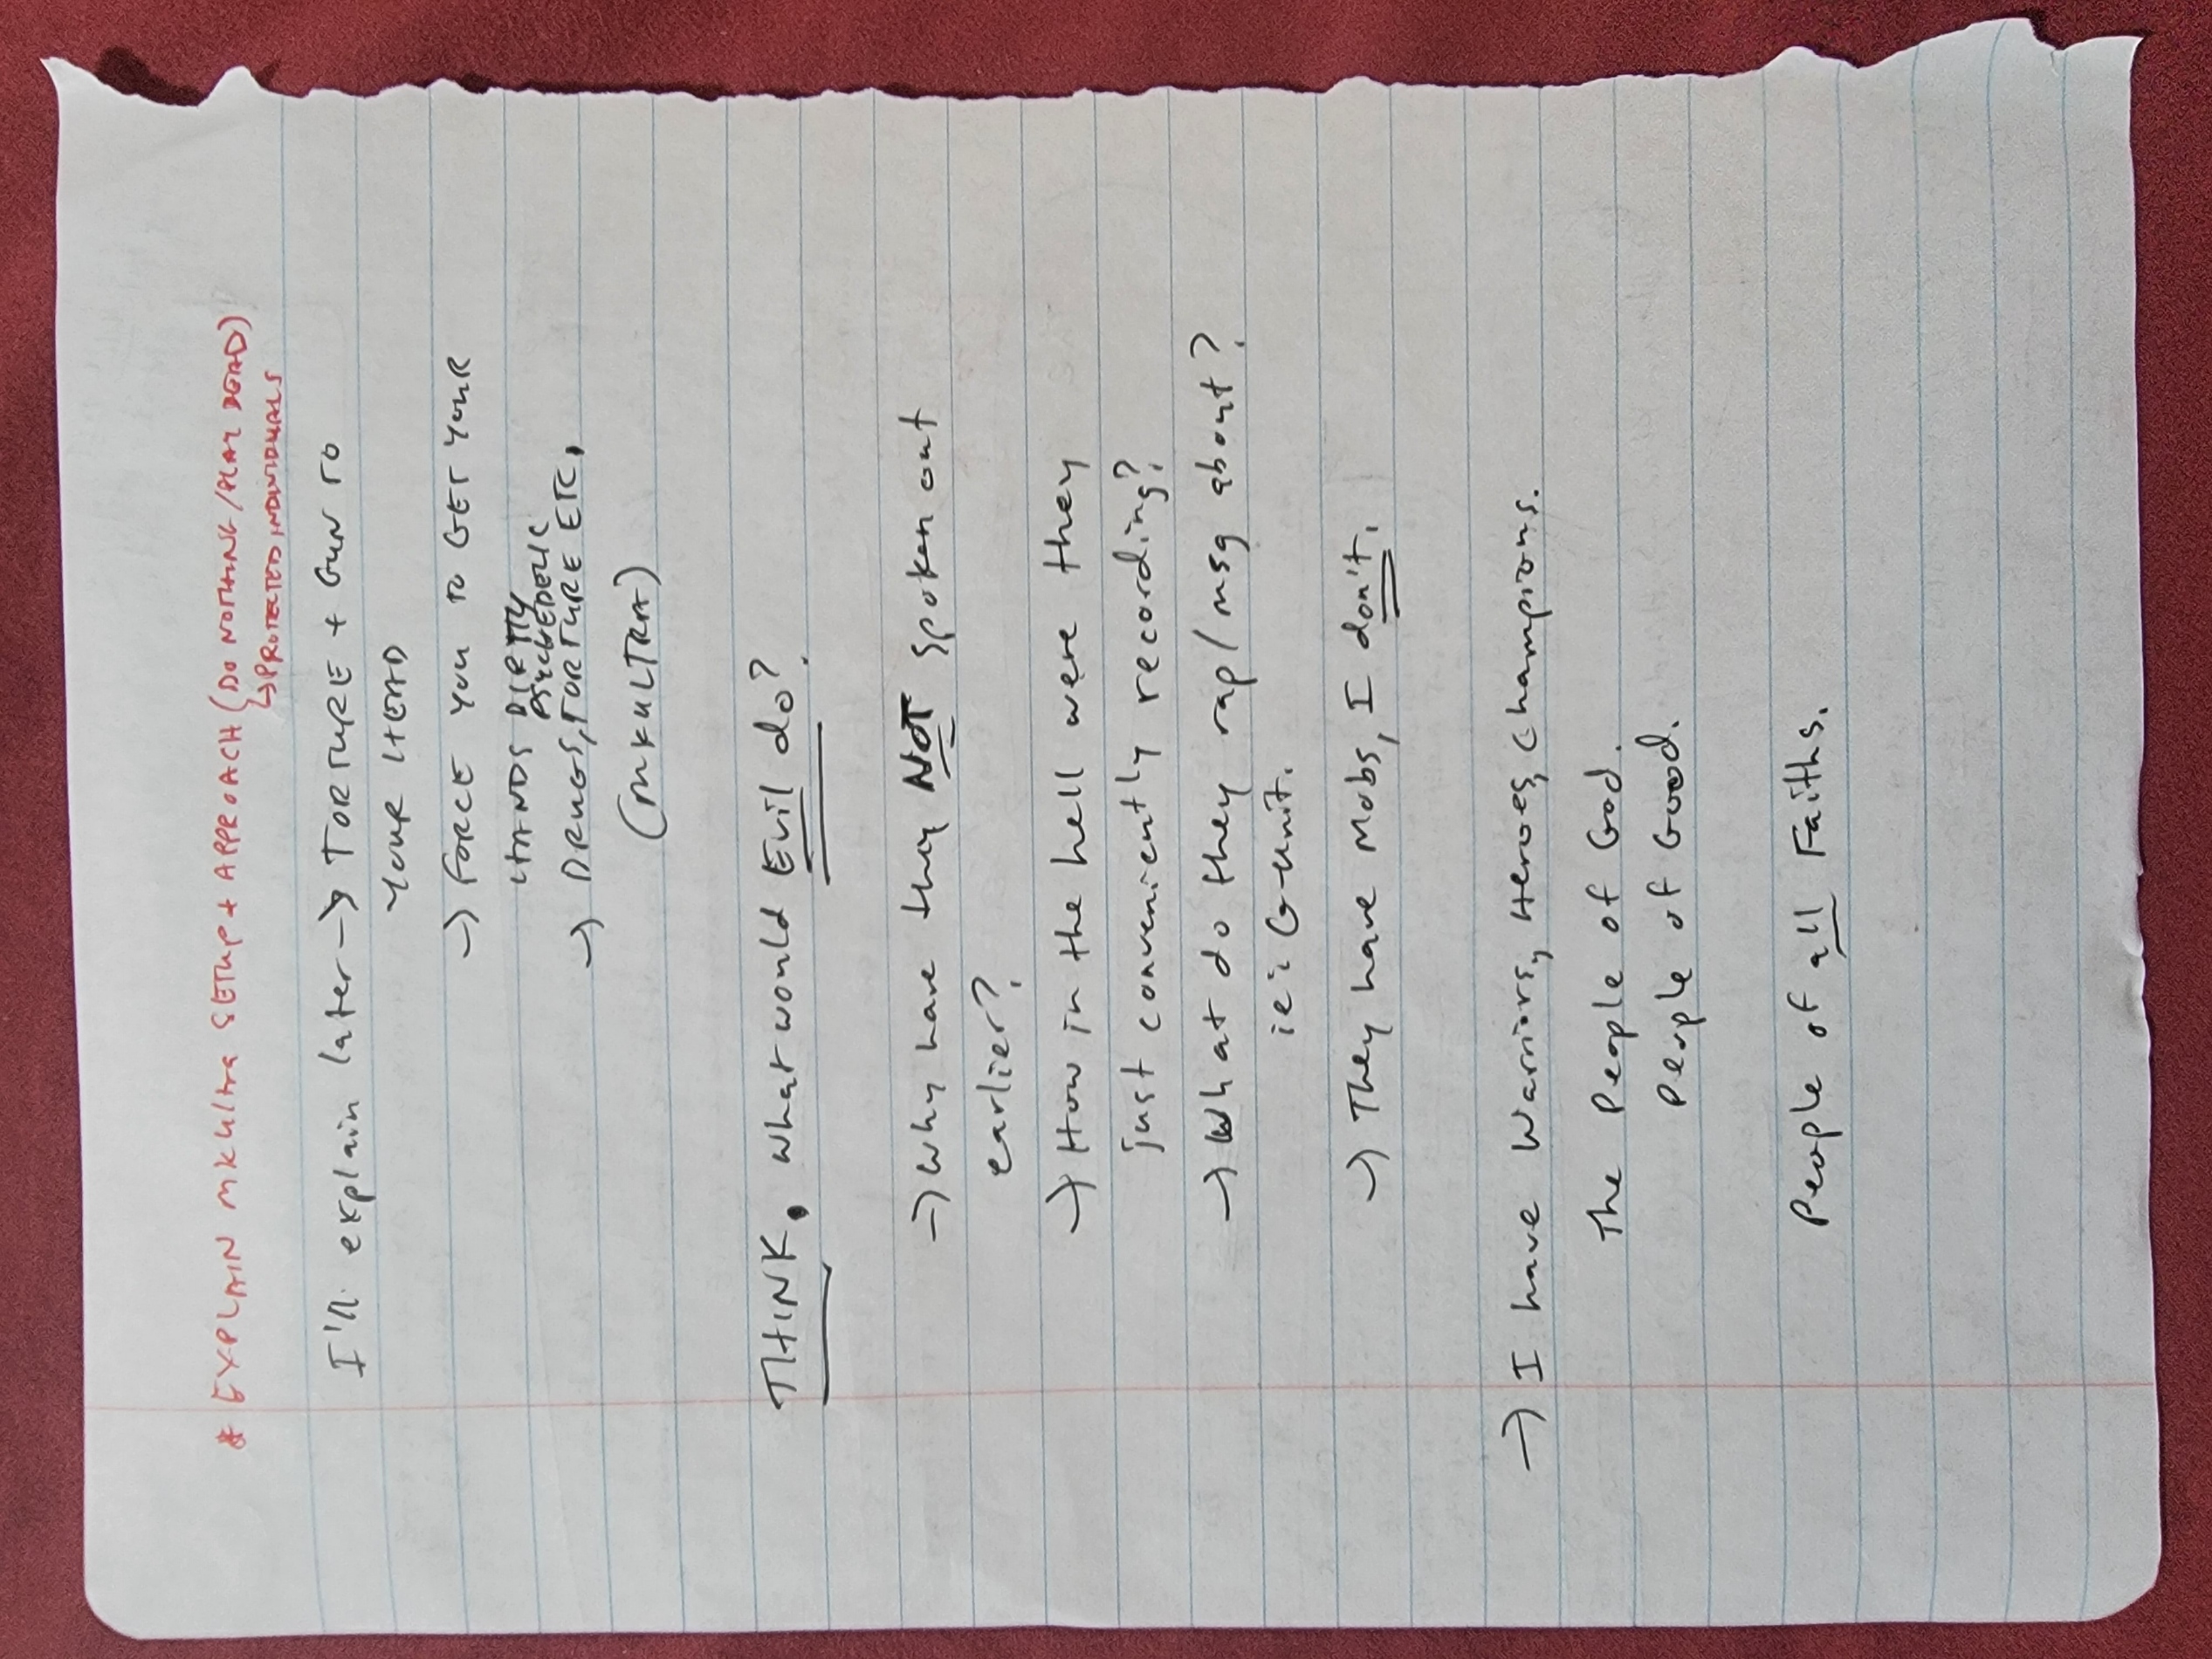 * EXPLAIN MKUltra SETUP + APPROACH (DO NOTHING/PLAY DEAD)
↳ PROTECTED INDIVIDUALS
I'll explain later → TORTURE + GUN TO
YOUR HEAD
→ FORCE YOU TO GET YOUR
HANDS DIRTY
PSYCHEDELIC
→ DRUGS, TORTURE ETC.
(MKULTRA)
THINK. What would Evil do?
→ Why have they NOT spoken out
earlier?
→ How in the hell were they
just conveniently recording?
→ What do they rap/msg about?
ie: G-Unit.
→ They have Mobs, I don't.
→ I have Warriors, Heroes, Champions.
The People of God.
People of Good.
People of all Faiths.